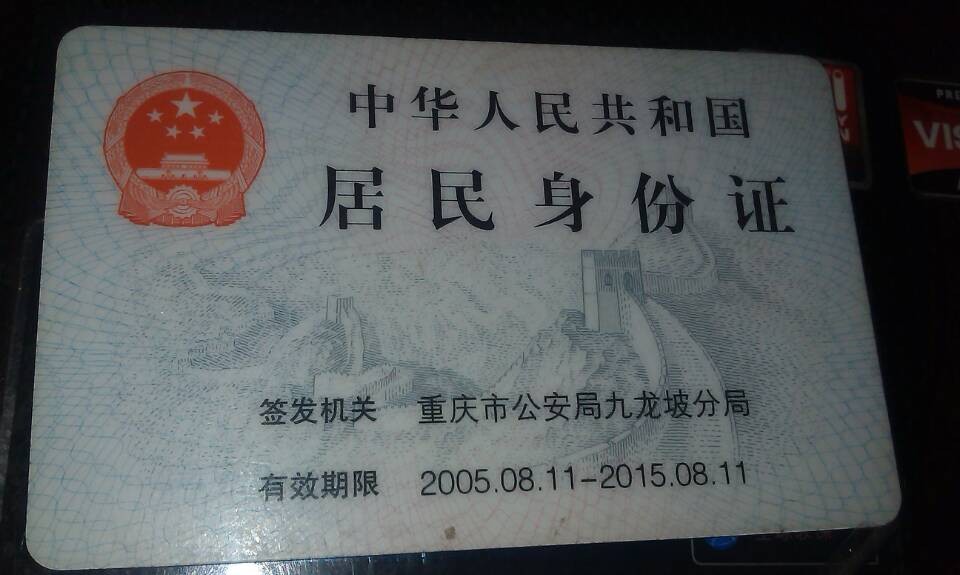 中华人民共和国
居民身份证
签发机关 重庆市公安局九龙坡分局
有效期限 2005.08.11-2015.08.11